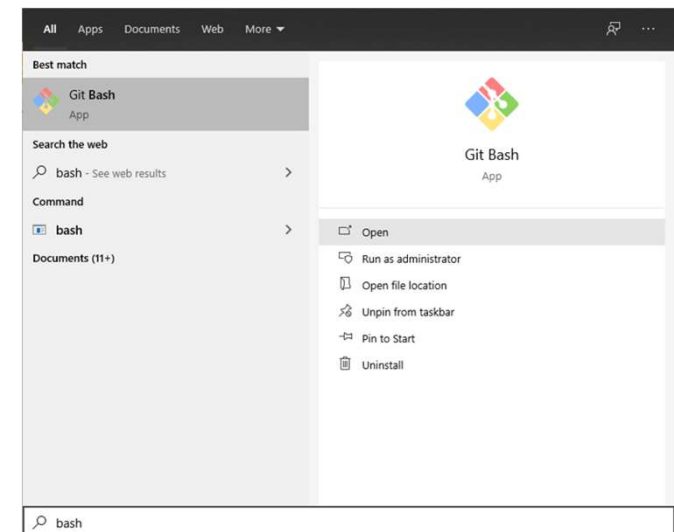 All Apps Documents Web More
Best match
Git Bash
App
Search the web
bash - See web results
Command
bash
Documents (11+)
Git Bash
App
Open
Run as administrator
Open file location
Unpin from taskbar
Pin to Start
Uninstall
bash